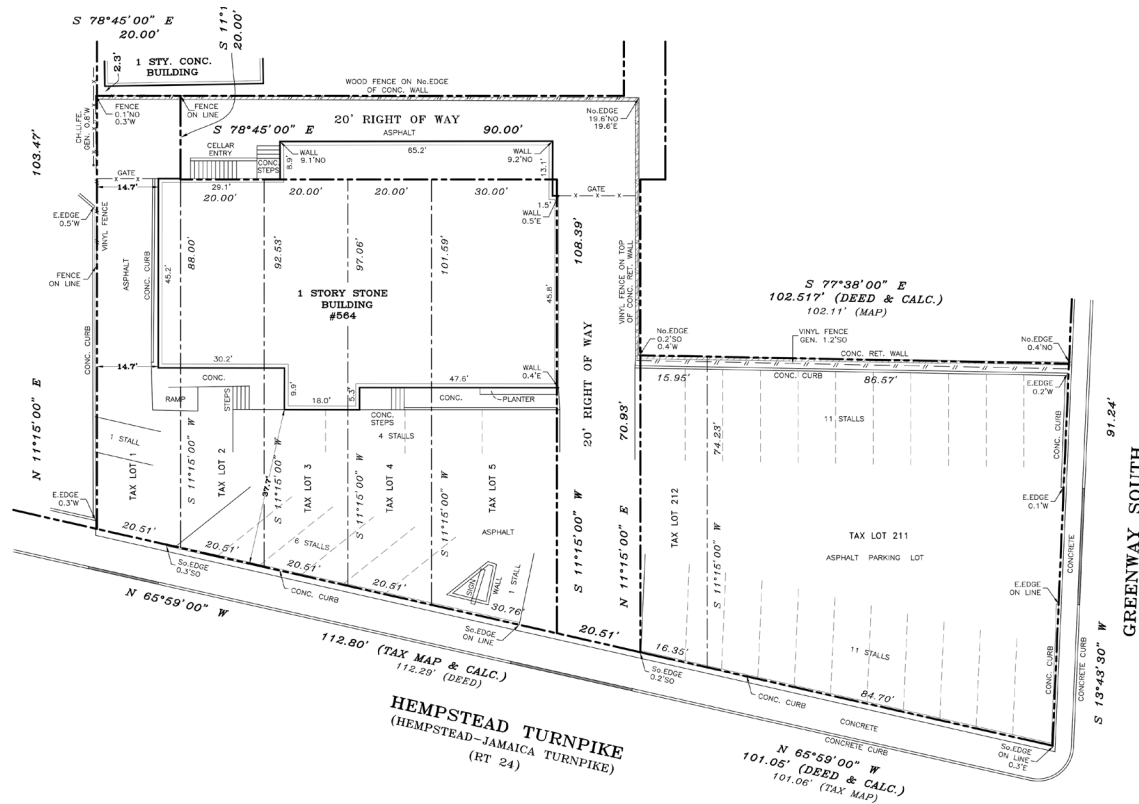 S 78°45'00" E
20.00'
S 11°1
20.00'
2.3'
1 STY. CONC.
BUILDING
WOOD FENCE ON No.EDGE
OF CONC. WALL
FENCE
0.1'NO
0.3'W
FENCE
ON LINE
CH.LI.FE.
GEN. 0.8'W
103.47'
20' RIGHT OF WAY
ASPHALT
S 78°45'00" E
90.00'
No.EDGE
19.6'NO
19.6'E
CELLAR
ENTRY
CONC.
STEPS
8.9'
WALL
9.1'NO
65.2'
WALL
9.2'NO
13.1'
GATE
14.7'
29.1'
20.00'
20.00'
20.00'
30.00'
1.5'
GATE
WALL
0.5'E
E.EDGE
0.5'W
VINYL FENCE
FENCE
ON LINE
ASPHALT
CONC. CURB
45.2'
88.00'
92.53'
97.06'
101.59'
108.39'
45.8'
1 STORY STONE
BUILDING
#564
VINYL FENCE ON TOP
OF CONC. RET. WALL
S 77°38'00" E
102.517' (DEED & CALC.)
102.11' (MAP)
No.EDGE
0.2'SO
0.4'W
VINYL FENCE
GEN. 1.2'SO
CONC. RET. WALL
No.EDGE
0.4'NO
CONC. CURB
14.7'
30.2'
CONC.
RAMP
STEPS
9.9'
18.0'
5.3'
47.6'
WALL
0.4'E
CONC.
PLANTER
CONC.
STEPS
4 STALLS
15.95'
CONC. CURB
86.57'
E.EDGE
0.2'W
11 STALLS
CONC. CURB
91.24'
N 11°15'00" E
1 STALL
TAX LOT 1
S 11°15'00" W
TAX LOT 2
37.7'
S 11°15'00" W
TAX LOT 3
S 11°15'00" W
TAX LOT 4
S 11°15'00" W
TAX LOT 5
20' RIGHT OF WAY
70.93'
74.23'
E.EDGE
0.3'W
E.EDGE
0.1'W
TAX LOT 212
TAX LOT 211
ASPHALT PARKING LOT
ASPHALT
6 STALLS
SIGN
WALL
1 STALL
S 11°15'00" W
N 11°15'00" E
S 11°15'00" W
E.EDGE
ON LINE
CONCRETE
GREENWAY SOUTH
20.51'
20.51'
20.51'
20.51'
30.76'
20.51'
16.35'
84.70'
So.EDGE
0.3'SO
CONC. CURB
So.EDGE
ON LINE
So.EDGE
0.2'SO
CONC. CURB
11 STALLS
CONC. CURB
CONCRETE CURB
S 13°43'30" W
N 65°59'00" W
112.80' (TAX MAP & CALC.)
112.29' (DEED)
HEMPSTEAD TURNPIKE
(HEMPSTEAD-JAMAICA TURNPIKE)
(RT 24)
CONCRETE
CONCRETE CURB
So.EDGE
ON LINE
0.3'E
N 65°59'00" W
101.05' (DEED & CALC.)
101.06' (TAX MAP)